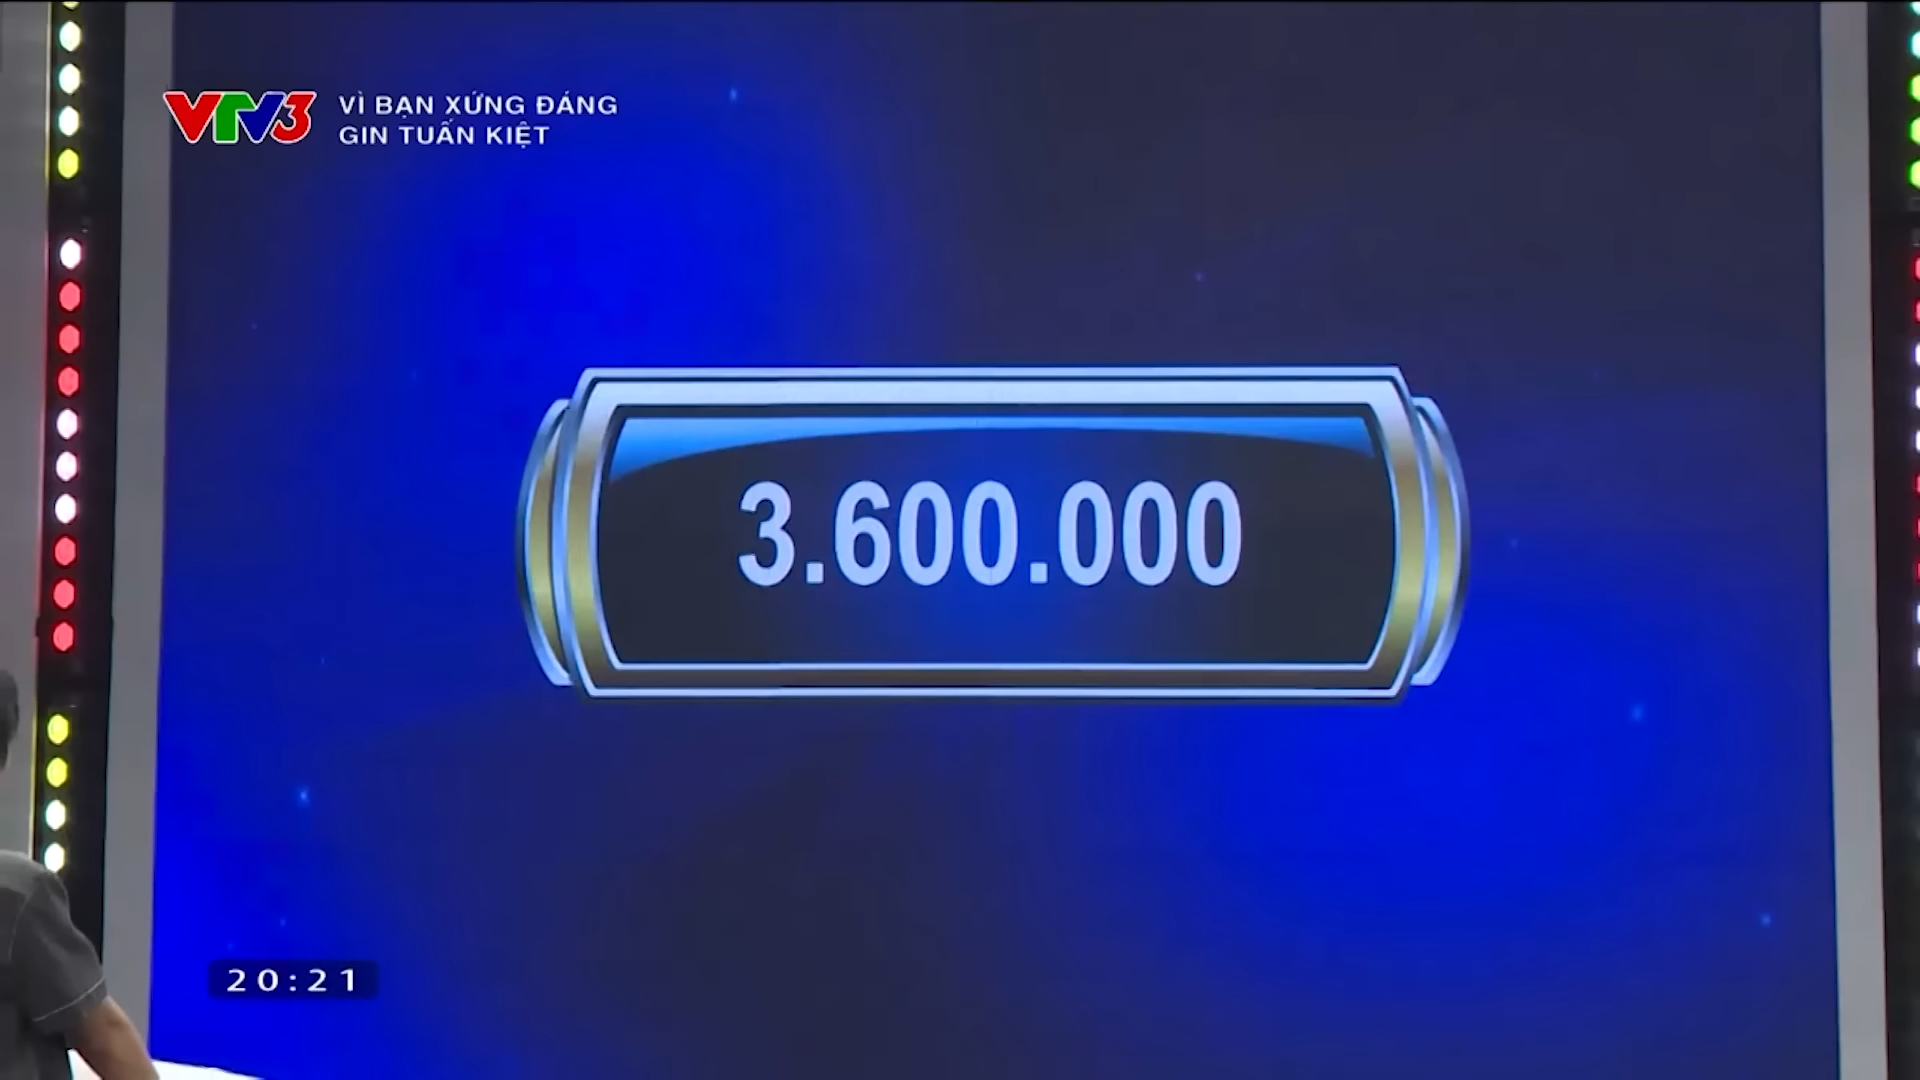 VTV3
VÌ BẠN XỨNG ĐÁNG
GIN TUẤN KIỆT
3.600.000
20:21